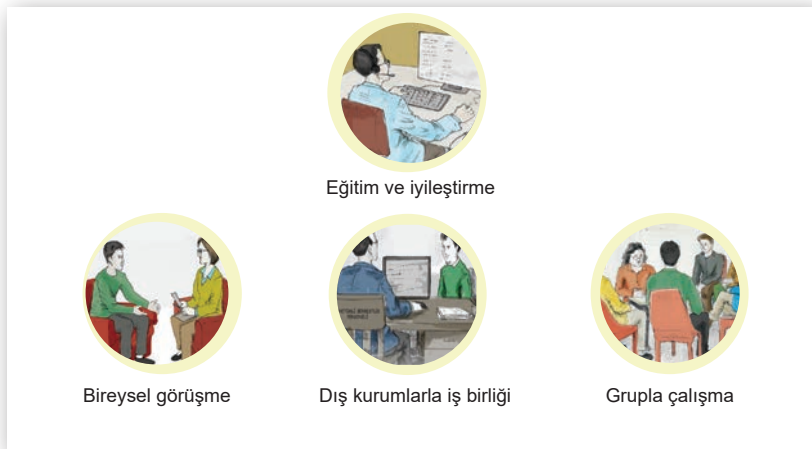 Eğitim ve iyileştirme
Bireysel görüşme
Dış kurumlarla iş birliği
Grupla çalışma